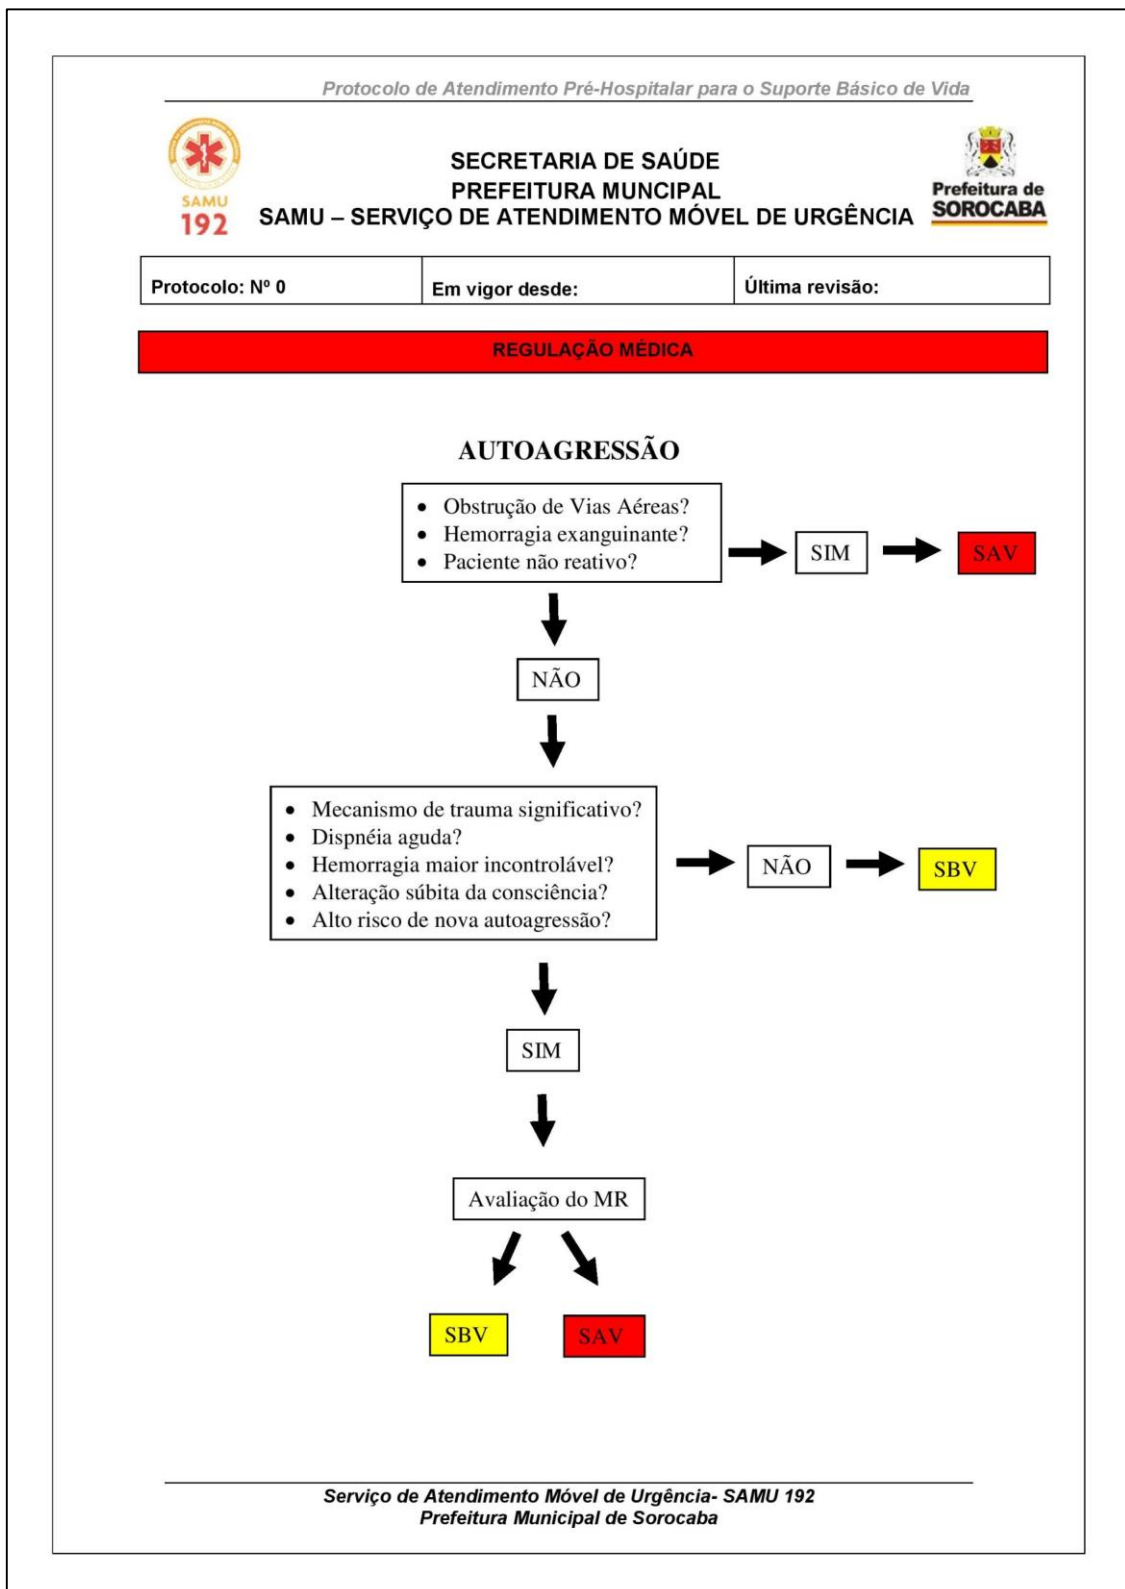 Protocolo de Atendimento Pré-Hospitalar para o Suporte Básico de Vida
SAMU
192
SECRETARIA DE SAÚDE
PREFEITURA MUNCIPAL
SAMU – SERVIÇO DE ATENDIMENTO MÓVEL DE URGÊNCIA
Prefeitura de
SOROCABA
Protocolo: Nº 0
Em vigor desde:
Última revisão:
REGULAÇÃO MÉDICA
AUTOAGRESSÃO
• Obstrução de Vias Aéreas?
• Hemorragia exanguinante?
• Paciente não reativo?
SIM
SAV
NÃO
• Mecanismo de trauma significativo?
• Dispnéia aguda?
• Hemorragia maior incontrolável?
• Alteração súbita da consciência?
• Alto risco de nova autoagressão?
NÃO
SBV
SIM
Avaliação do MR
SBV
SAV
Serviço de Atendimento Móvel de Urgência- SAMU 192
Prefeitura Municipal de Sorocaba